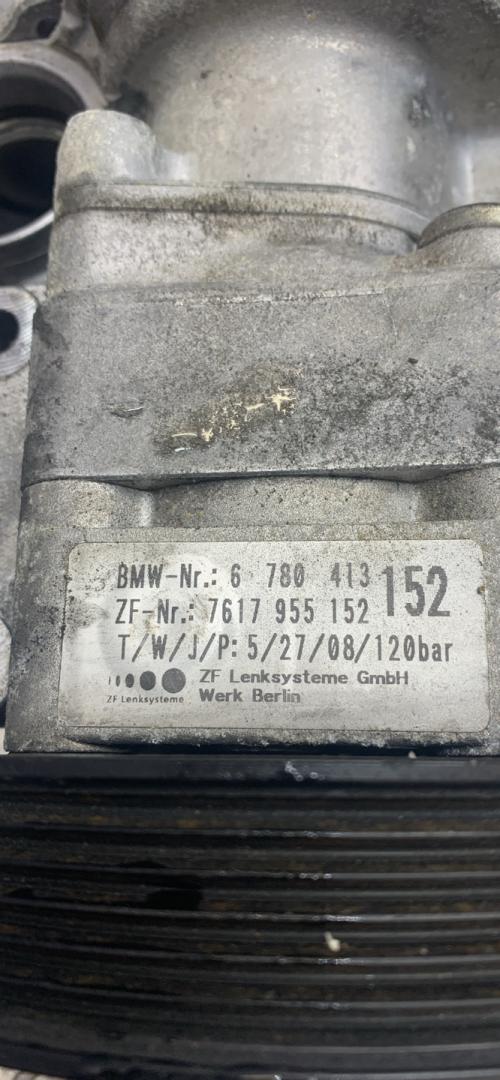 BMW-Nr.: 6 780 413 152
ZF-Nr.: 7617 955 152
T/W/J/P: 5/27/08/120bar
ZF Lenksysteme GmbH
ZF Lenksysteme Werk Berlin